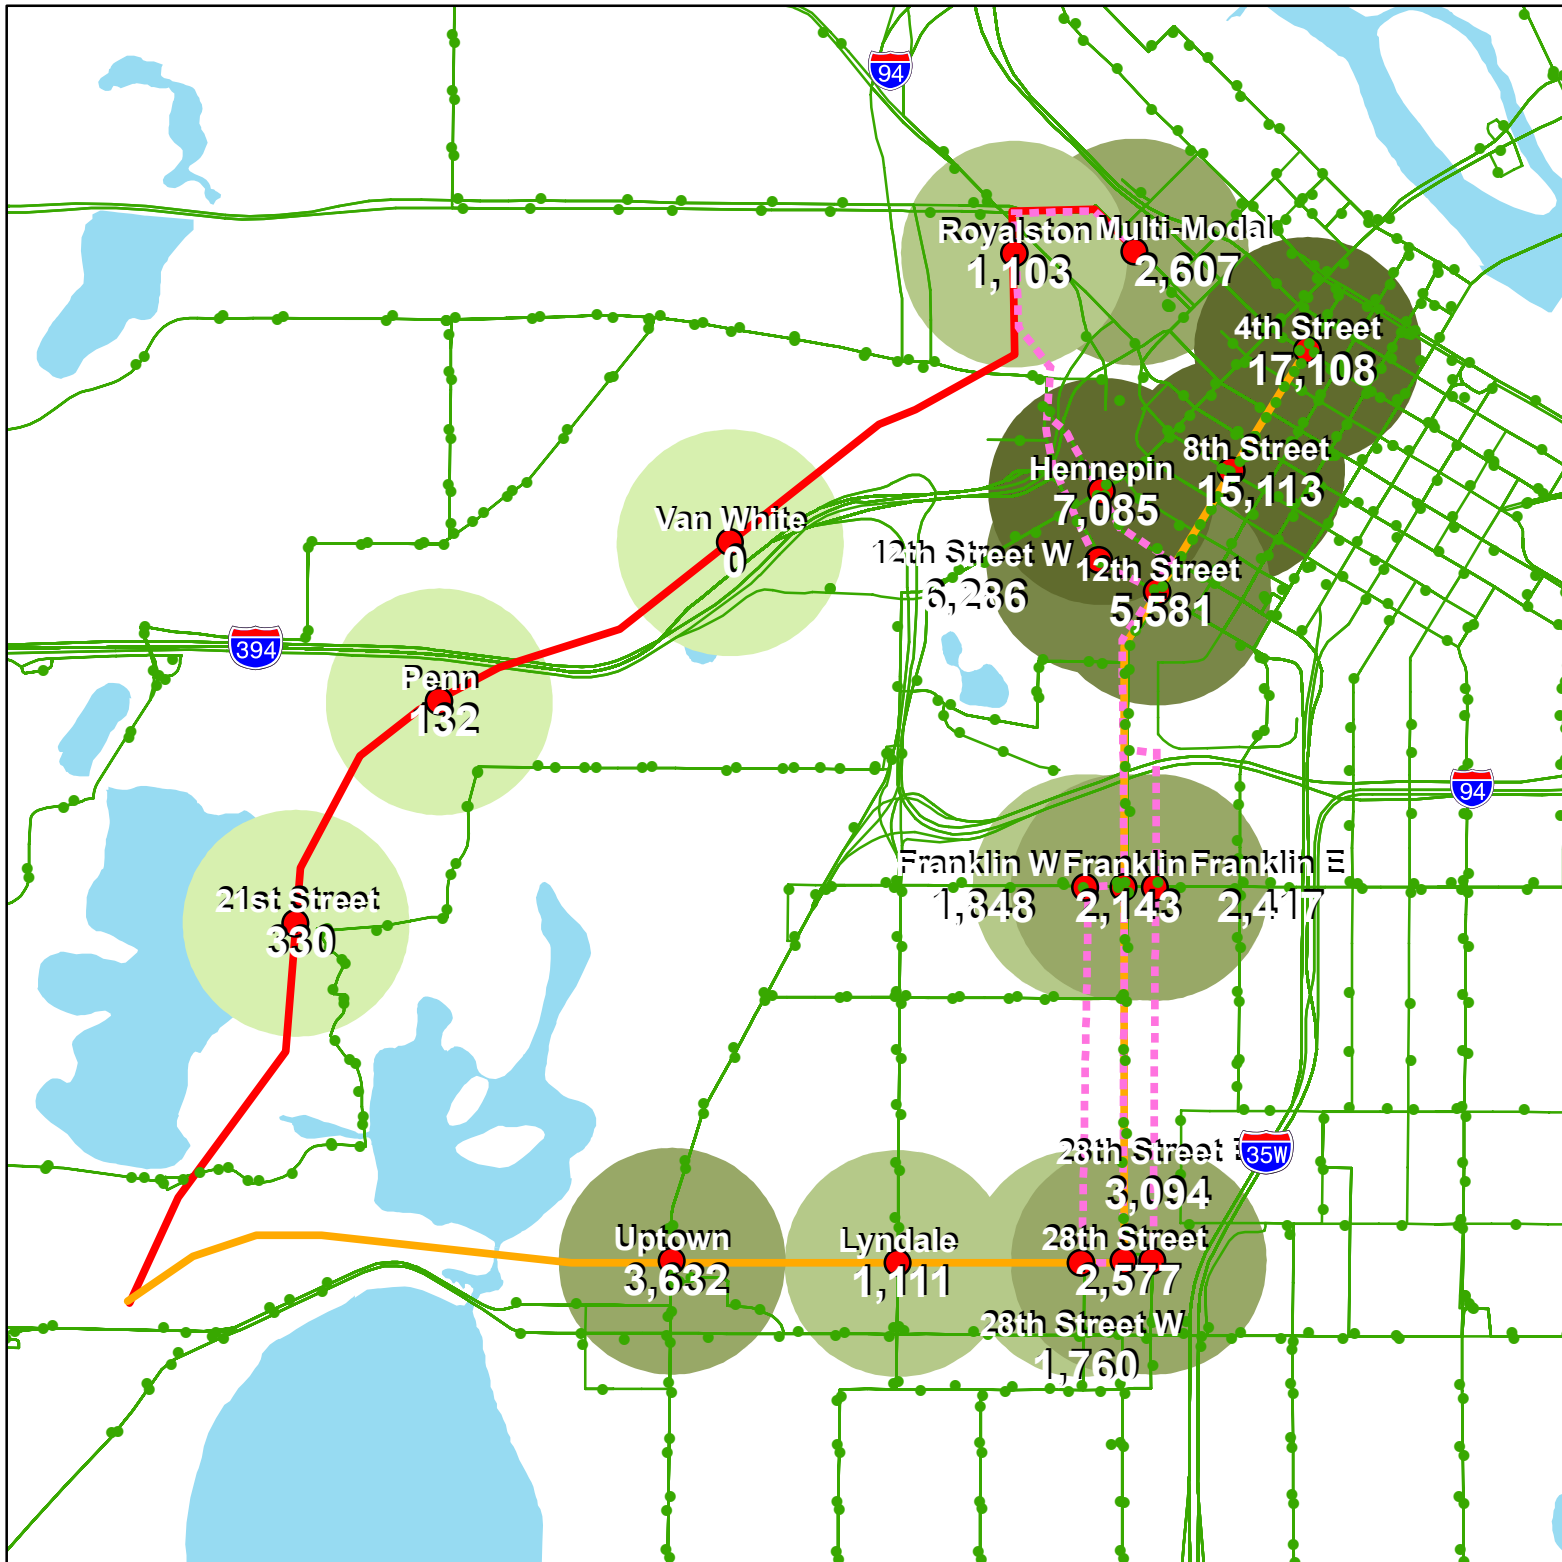 94
Royalston
1,103
Multi-Modal
2,607
4th Street
17,108
8th Street
15,113
Hennepin
7,085
Van White
0
12th Street W
6,286
12th Street
5,581
394
Penn
132
94
Franklin W
1,848
Franklin
2,143
Franklin E
2,417
21st Street
330
28th Street
3,094
35W
Uptown
3,632
Lyndale
1,111
28th Street
2,577
28th Street W
1,760